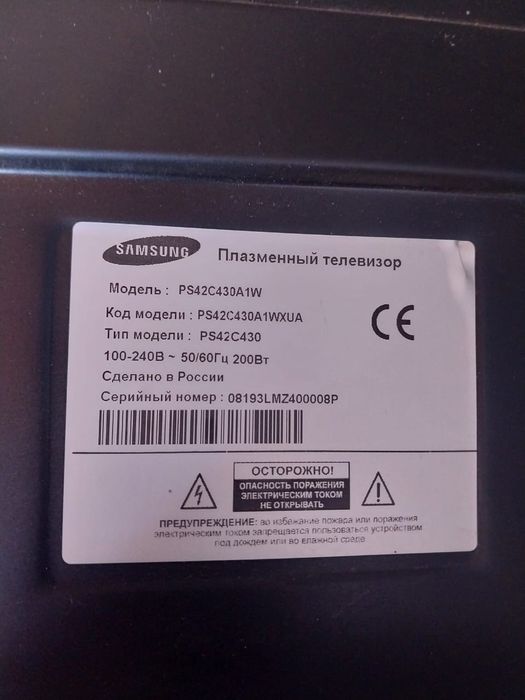 SAMSUNG Плазменный телевизор
Модель : PS42C430A1W
Код модели : PS42C430A1WXUA
Тип модели : PS42C430
100-240В ~ 50/60Гц 200Вт
Сделано в России
Серийный номер : 08193LMZ400008P
CE
ОСТОРОЖНО!
ОПАСНОСТЬ ПОРАЖЕНИЯ
ЭЛЕКТРИЧЕСКИМ ТОКОМ
НЕ ОТКРЫВАТЬ
ПРЕДУПРЕЖДЕНИЕ: во избежание пожара или поражения
электрическим током запрещается пользоваться устройством
под дождем или во влажной среде